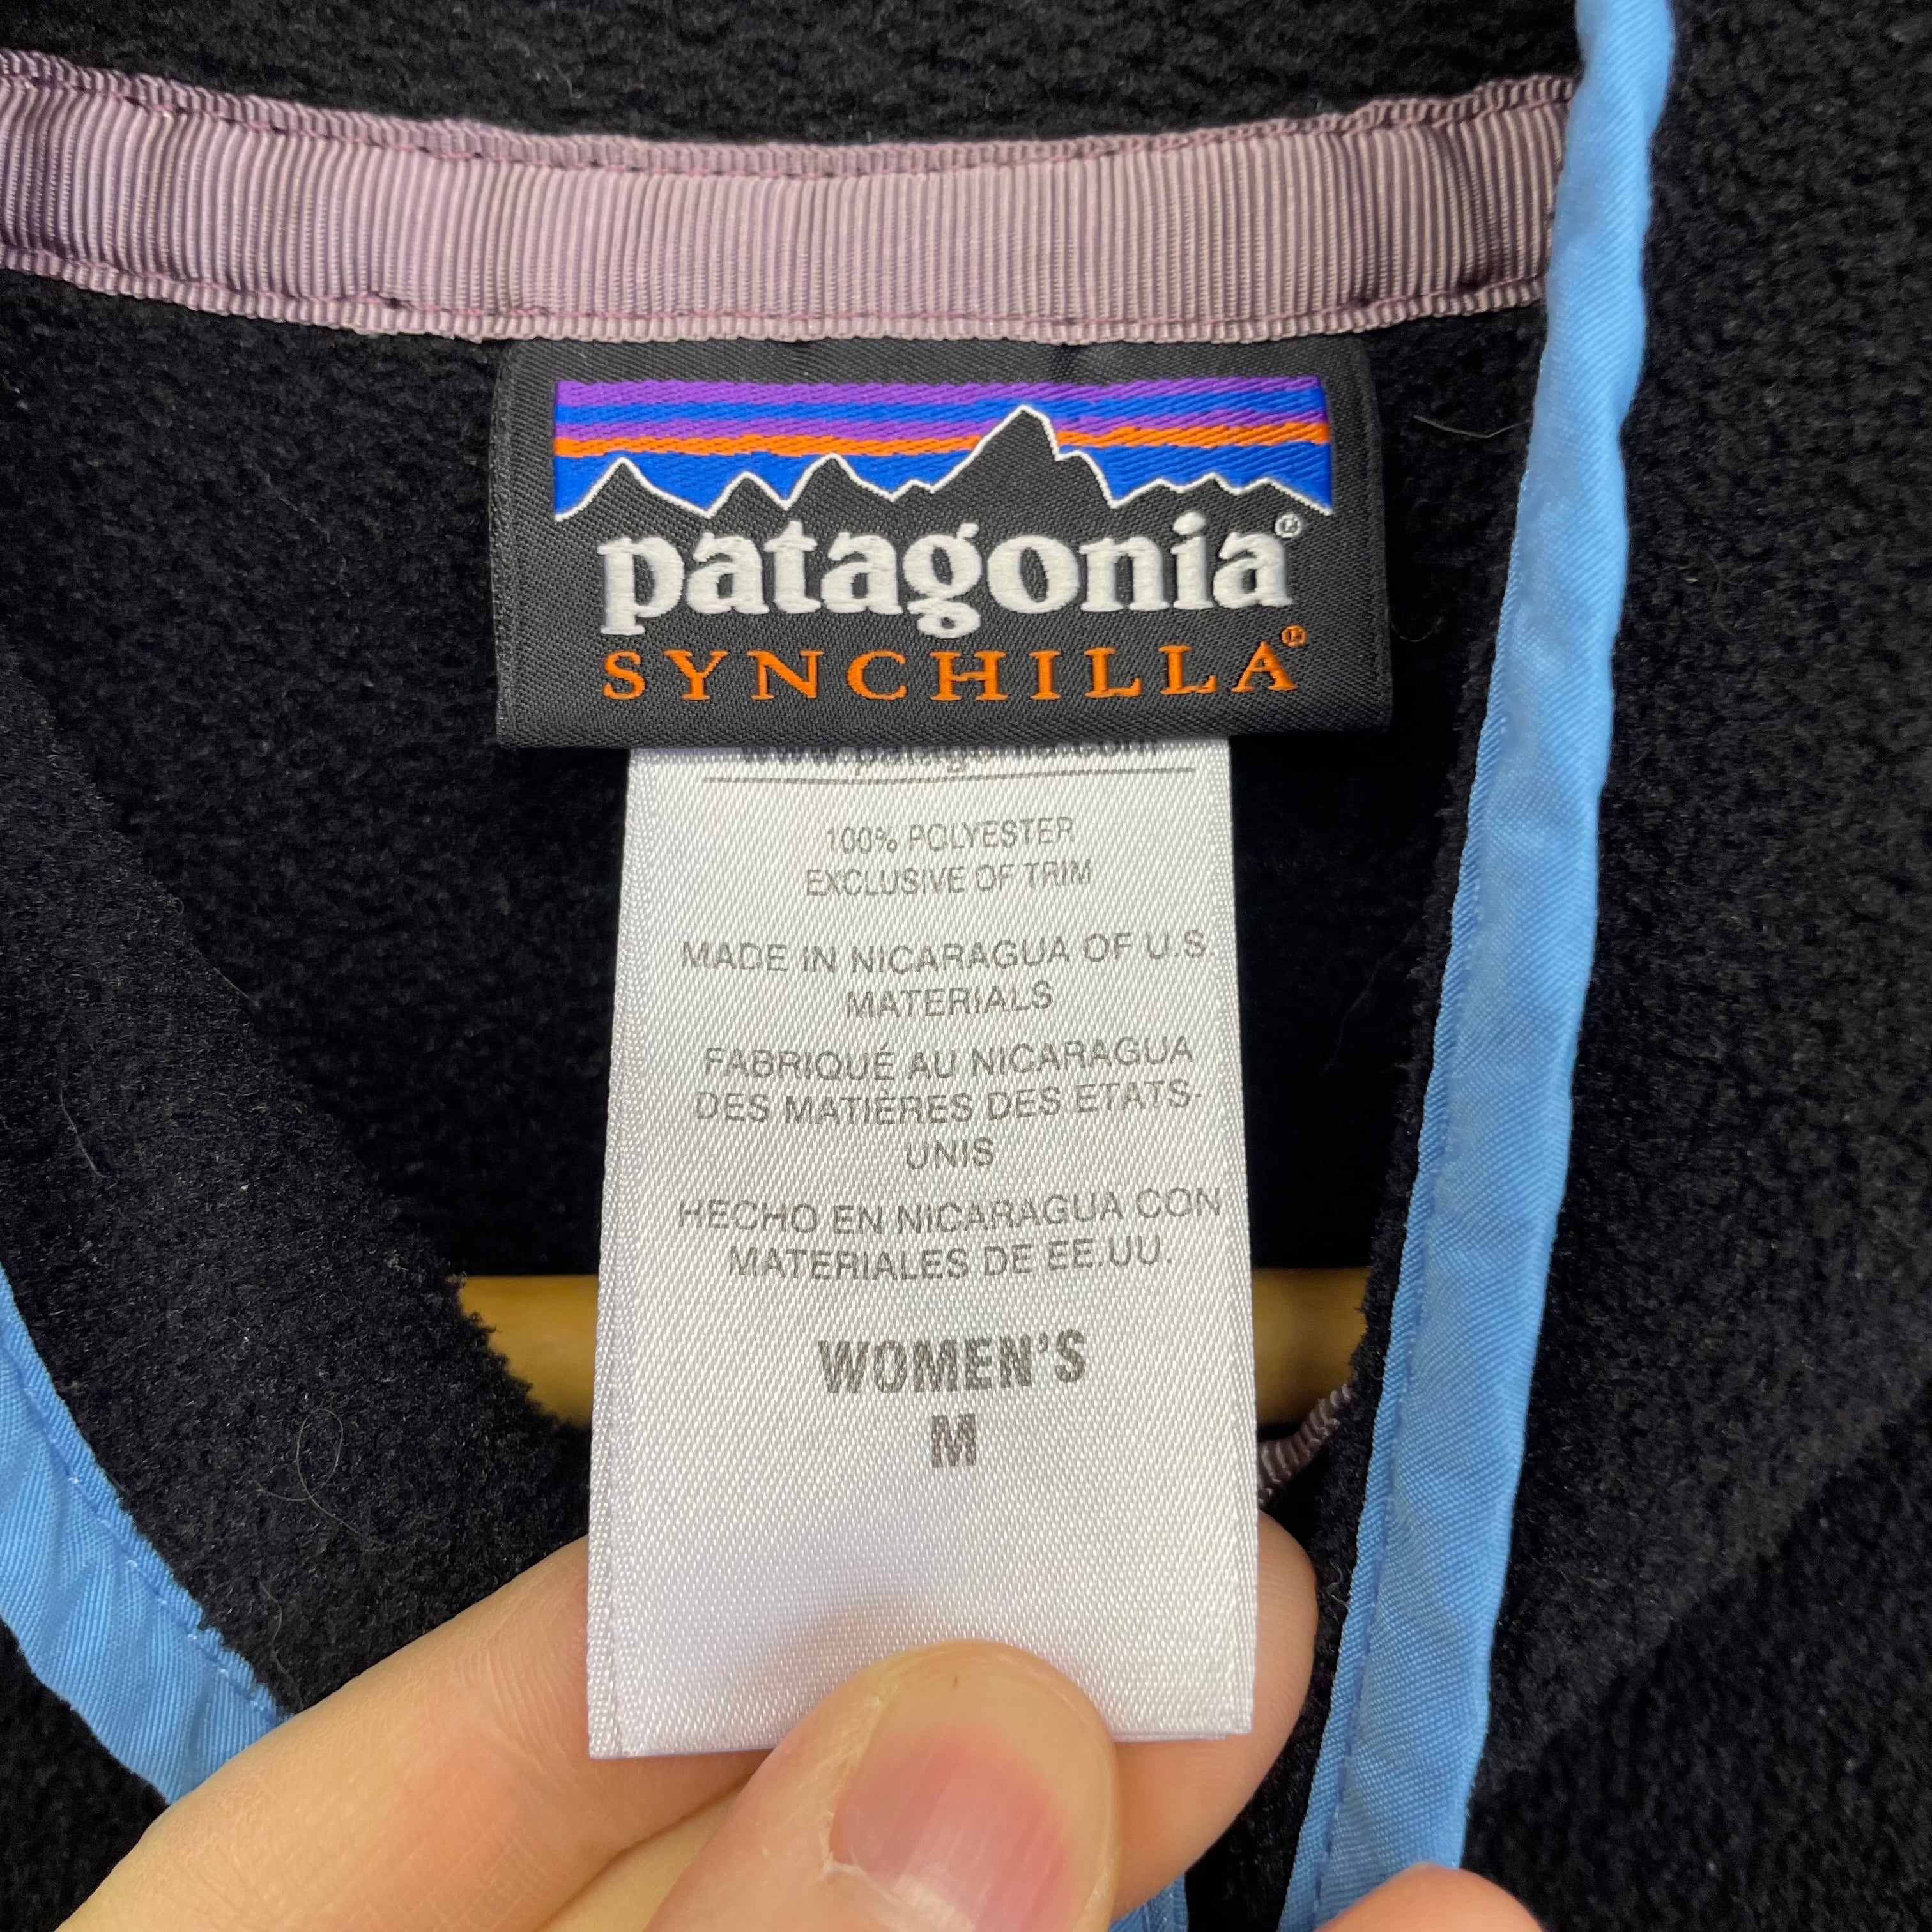 patagonia®
SYNCHILLA®
100% POLYESTER
EXCLUSIVE OF TRIM
MADE IN NICARAGUA OF U.S.
MATERIALS
FABRIQUÉ AU NICARAGUA
DES MATIÈRES DES ETATS-
UNIS
HECHO EN NICARAGUA CON
MATERIALES DE EE.UU.
WOMEN'S
M